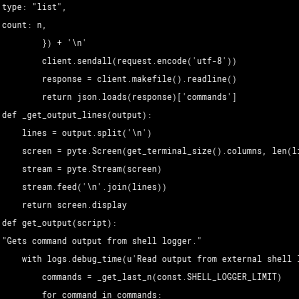 type: "list",
count: n,
}) + '\n'
client.sendall(request.encode('utf-8'))
response = client.makefile().readline()
return json.loads(response)['commands']
def _get_output_lines(output):
lines = output.split('\n')
screen = pyte.Screen(get_terminal_size().columns, len(li
stream = pyte.Stream(screen)
stream.feed('\n'.join(lines))
return screen.display
def get_output(script):
"Gets command output from shell logger."
with logs.debug_time(u'Read output from external shell l
commands = _get_last_n(const.SHELL_LOGGER_LIMIT)
for command in commands: